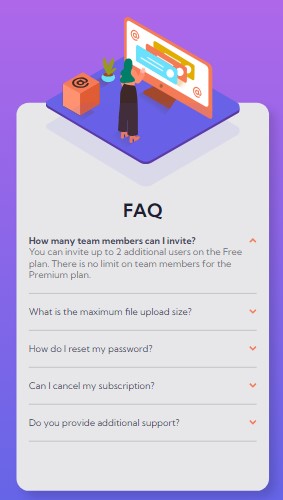 FAQ
How many team members can I invite?
You can invite up to 2 additional users on the Free
plan. There is no limit on team members for the
Premium plan.
What is the maximum file upload size?
How do I reset my password?
Can I cancel my subscription?
Do you provide additional support?